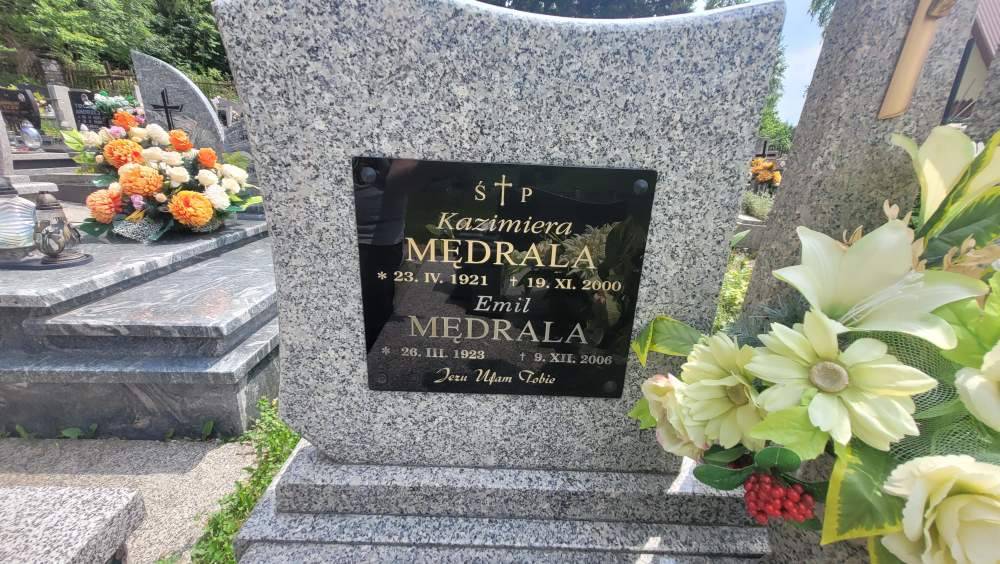 Ś † P
Kazimiera
MĘDRALA
* 23. IV. 1921 † 19. XI. 2000
Emil
MĘDRALA
* 26. III. 1923 † 9. XII. 2006
Jezu Ufam Tobie